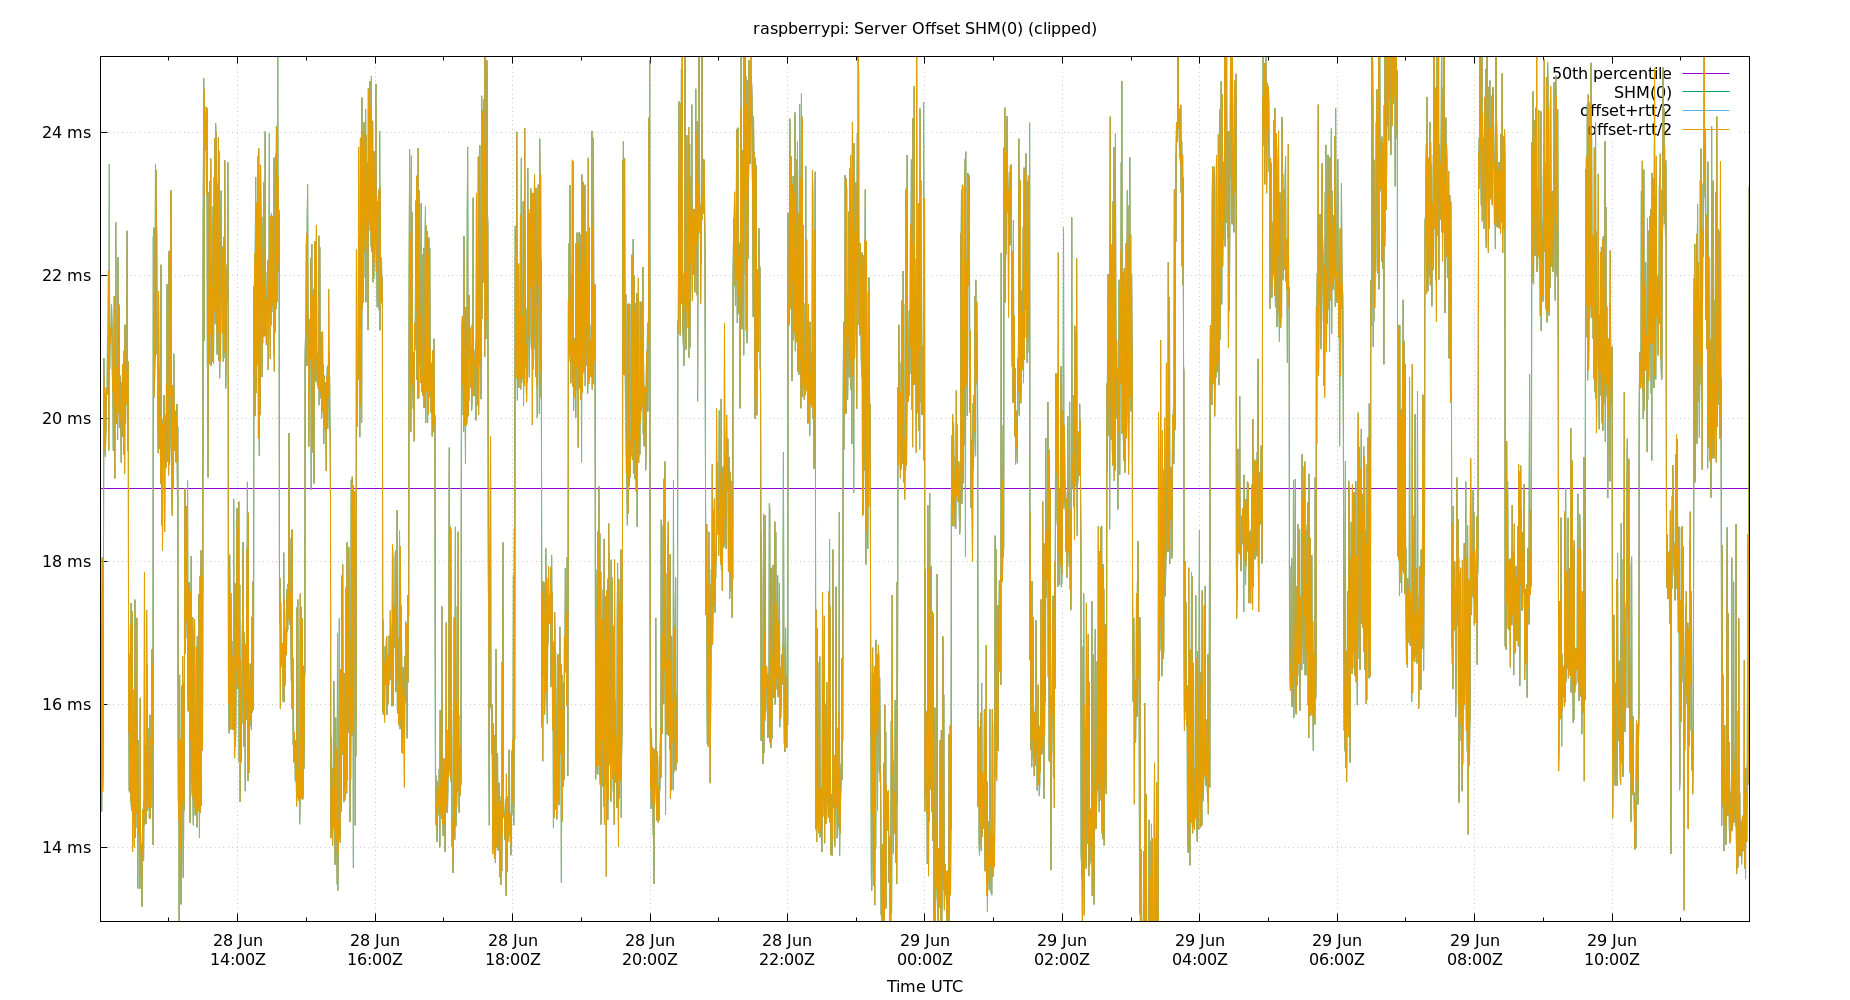 raspberrypi: Server Offset SHM(0) (clipped)
50th percentile
SHM(0)
offset+rtt/2
offset-rtt/2
24 ms
22 ms
20 ms
18 ms
16 ms
14 ms
28 Jun 28 Jun 28 Jun 28 Jun 28 Jun 29 Jun 29 Jun 29 Jun 29 Jun 29 Jun 29 Jun
14:00Z 16:00Z 18:00Z 20:00Z 22:00Z 00:00Z 02:00Z 04:00Z 06:00Z 08:00Z 10:00Z
Time UTC